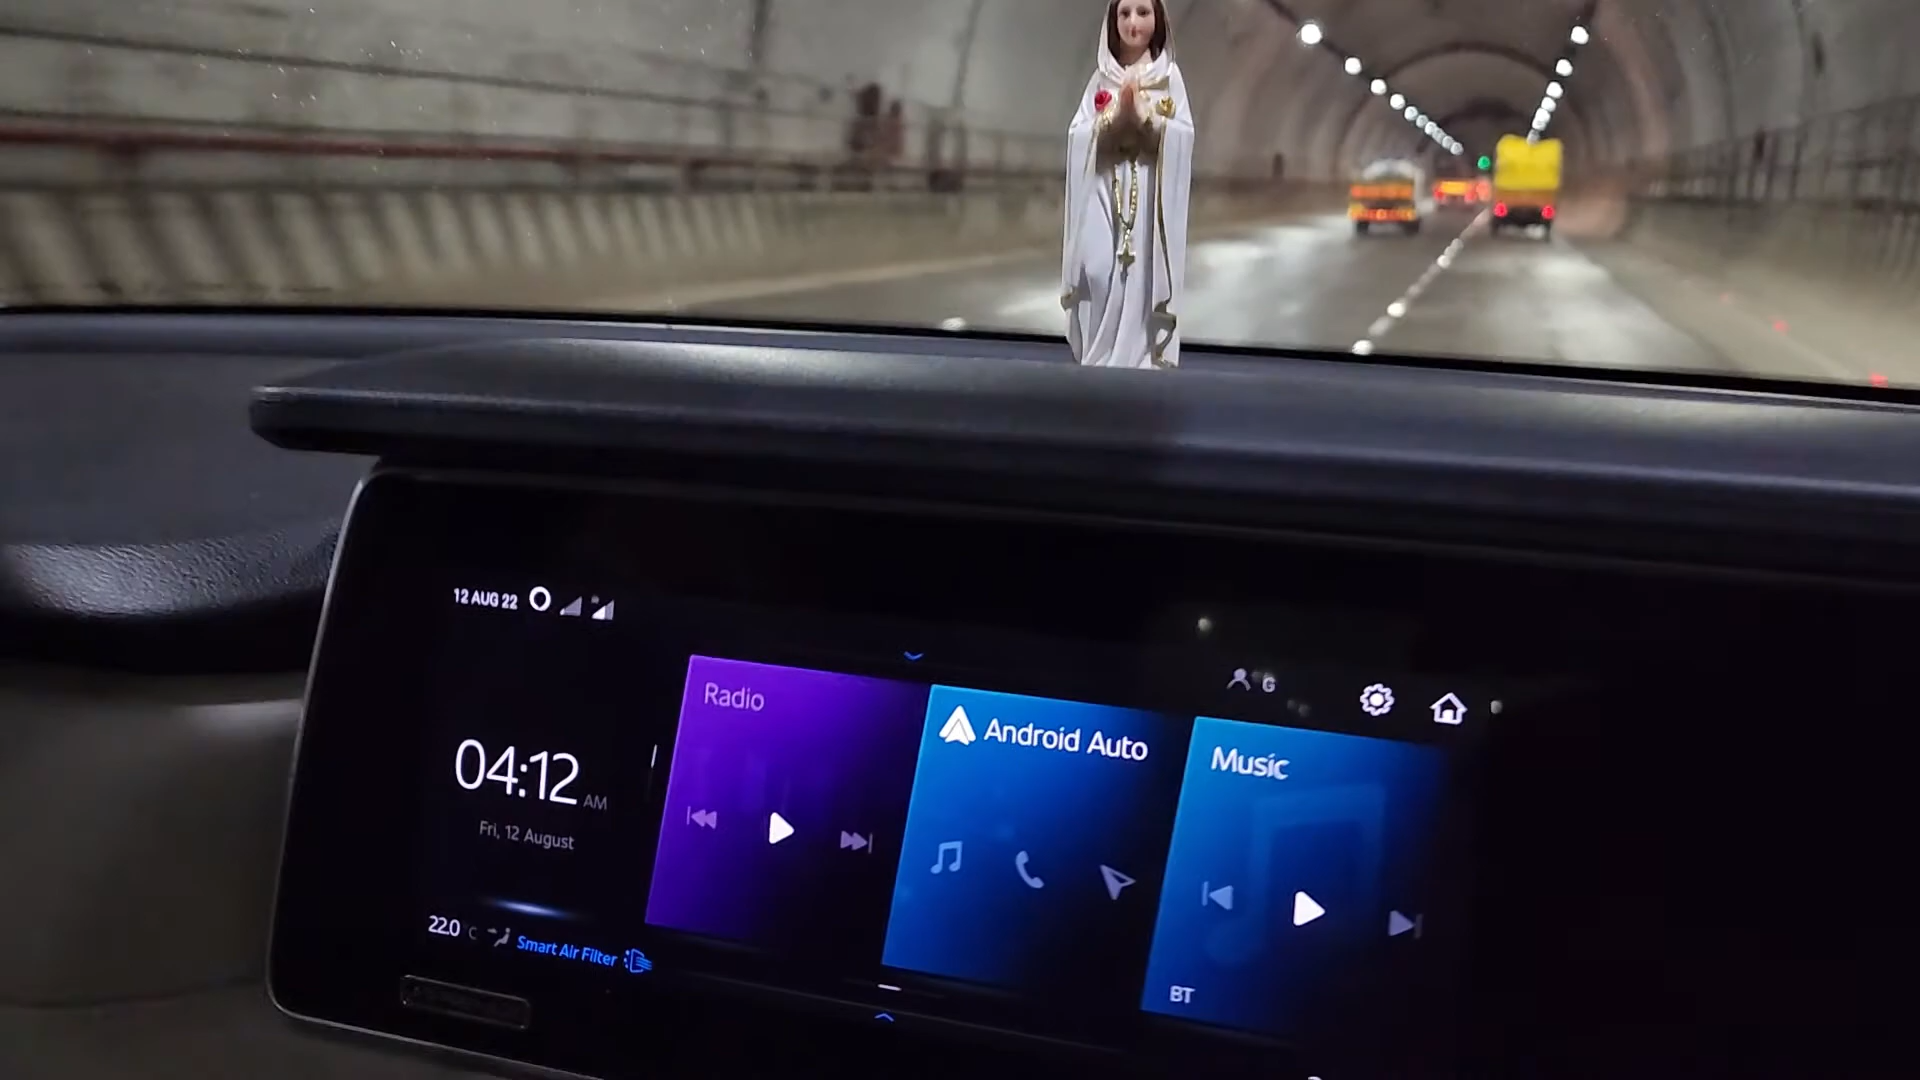 12 AUG 22
G
Radio
Android Auto
Music
04:12 AM
Fri, 12 August
22.0 °C
Smart Air Filter
BT